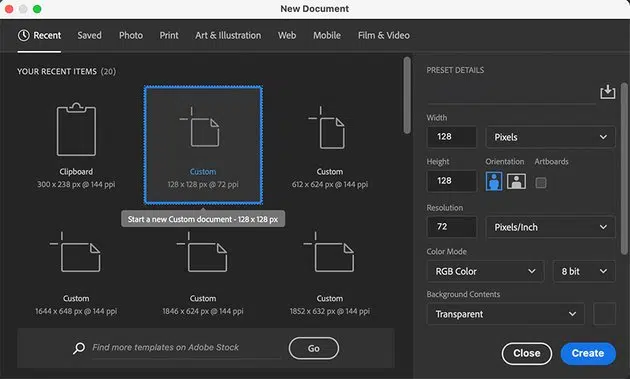 New Document
Recent Saved Photo Print Art & Illustration Web Mobile Film & Video
YOUR RECENT ITEMS (20)
Clipboard
300 x 238 px @ 144 ppi
Custom
128 x 128 px @ 72 ppi
Custom
612 x 624 px @ 144 ppi
Start a new Custom document - 128 x 128 px
Custom
1644 x 648 px @ 144 ppi
Custom
1846 x 624 px @ 144 ppi
Custom
1852 x 632 px @ 144 ppi
Find more templates on Adobe Stock
Go
PRESET DETAILS
Width
128 Pixels
Height Orientation Artboards
128
Resolution
72 Pixels/Inch
Color Mode
RGB Color 8 bit
Background Contents
Transparent
Close Create